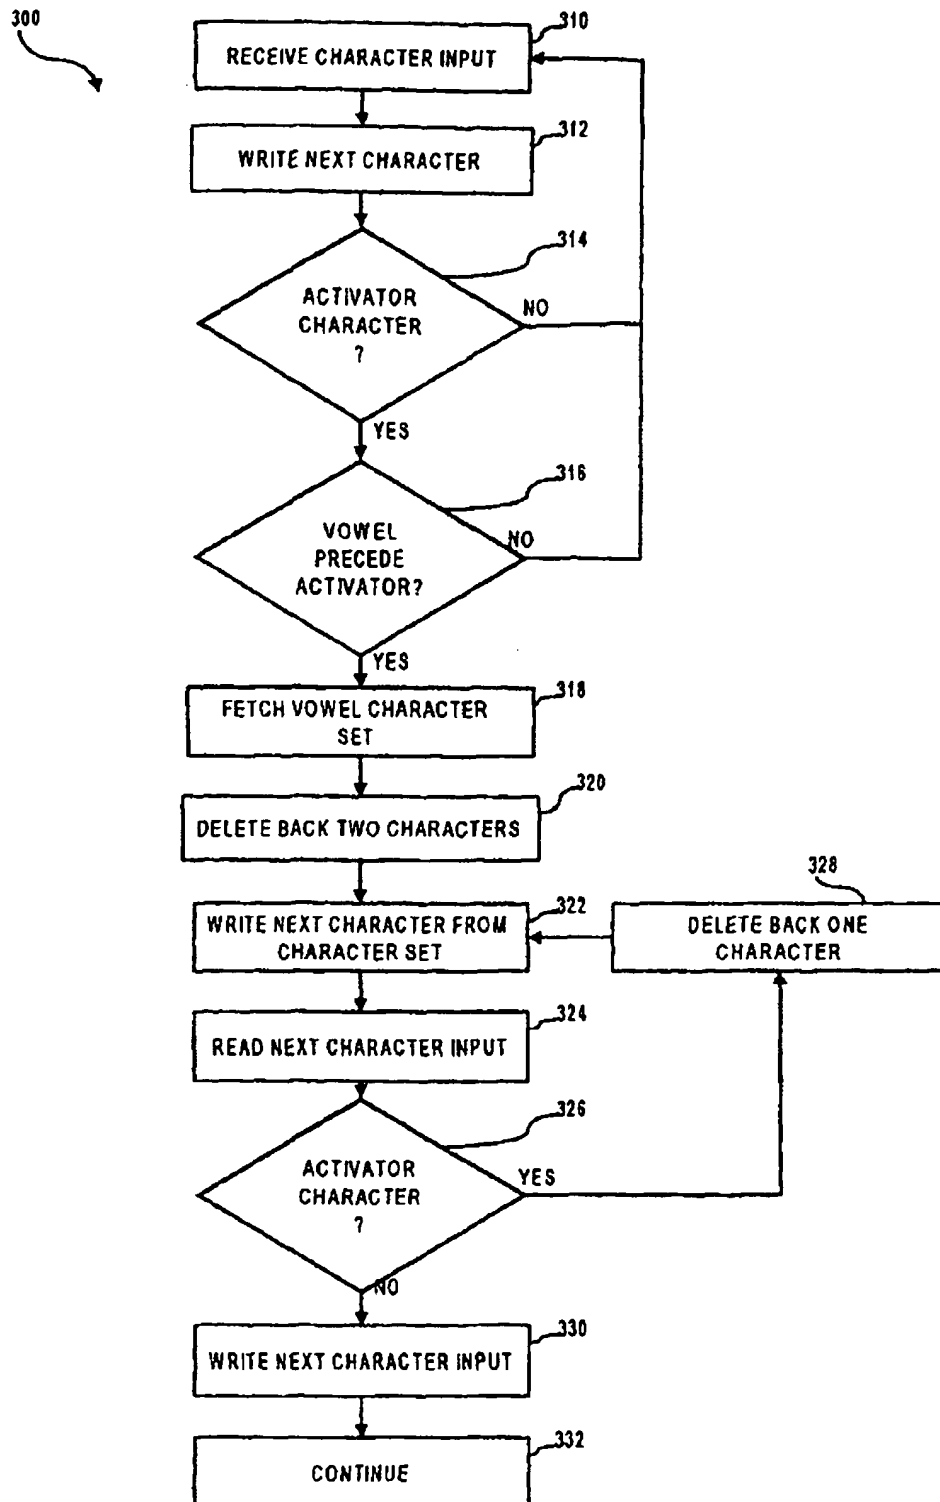 300
310
RECEIVE CHARACTER INPUT
312
WRITE NEXT CHARACTER
314
ACTIVATOR
CHARACTER
?
NO
YES
316
VOWEL
PRECEDE
ACTIVATOR?
NO
YES
318
FETCH VOWEL CHARACTER
SET
320
DELETE BACK TWO CHARACTERS
322
WRITE NEXT CHARACTER FROM
CHARACTER SET
328
DELETE BACK ONE
CHARACTER
324
READ NEXT CHARACTER INPUT
326
ACTIVATOR
CHARACTER
?
YES
NO
330
WRITE NEXT CHARACTER INPUT
332
CONTINUE